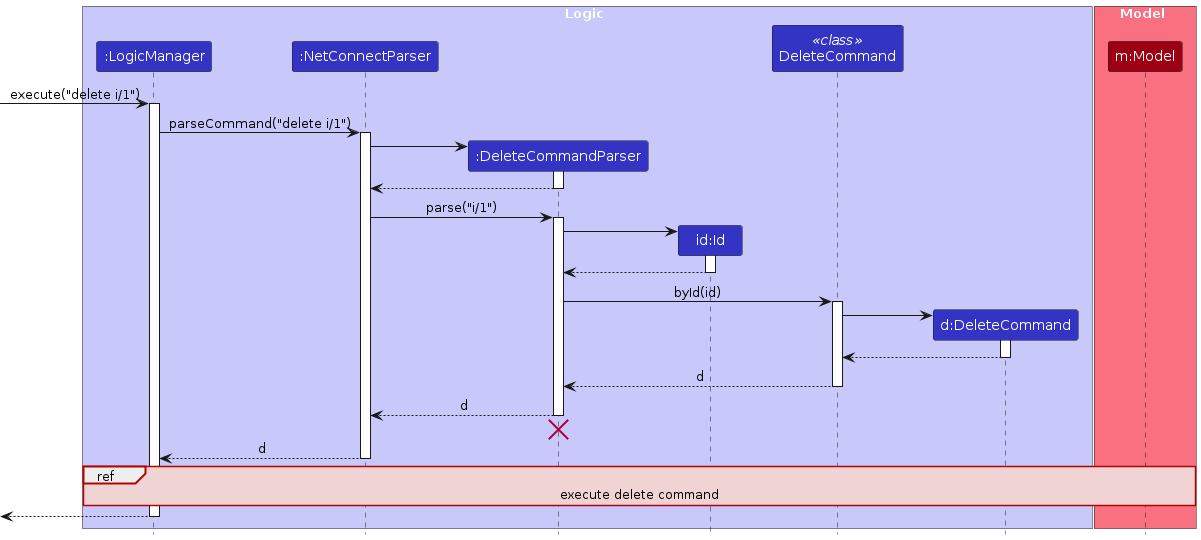 Logic
Model
:LogicManager
:NetConnectParser
«class»
DeleteCommand
m:Model
execute("delete i/1")
parseCommand("delete i/1")
:DeleteCommandParser
parse("i/1")
id:Id
byId(id)
d:DeleteCommand
d
d
d
ref
execute delete command